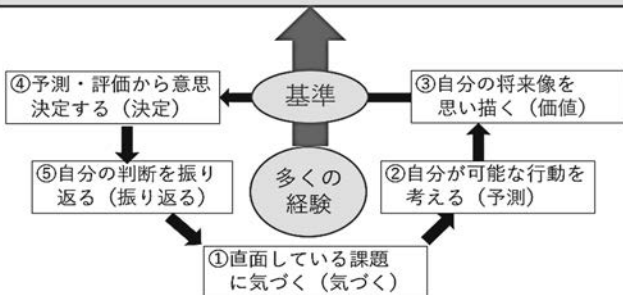 ④予測・評価から意思
決定する（決定）
基準
③自分の将来像を
思い描く（価値）
⑤自分の判断を振り
返る（振り返る）
多くの
経験
②自分が可能な行動を
考える（予測）
①直面している課題
に気づく（気づく）